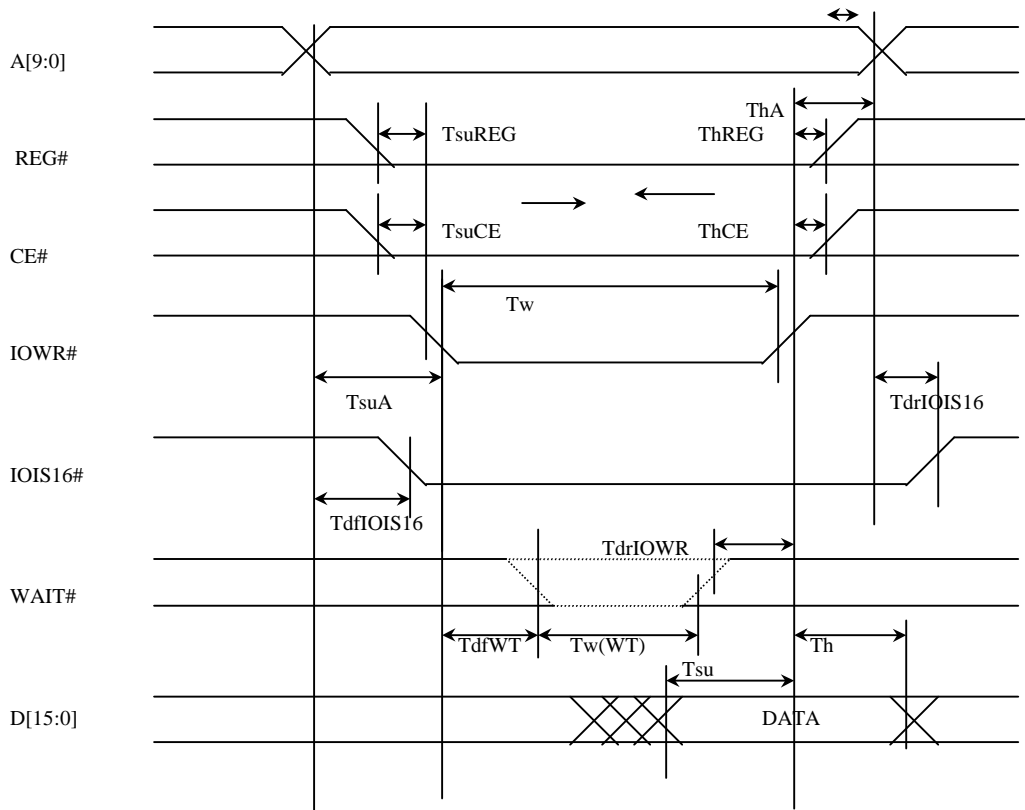 A[9:0]
ThA
TsuREG
ThREG
REG#
TsuCE
ThCE
CE#
Tw
IOWR#
TsuA
TdrIOIS16
IOIS16#
TdfIOIS16
TdrIOWR
WAIT#
TdfWT
Tw(WT)
Th
Tsu
D[15:0]
DATA